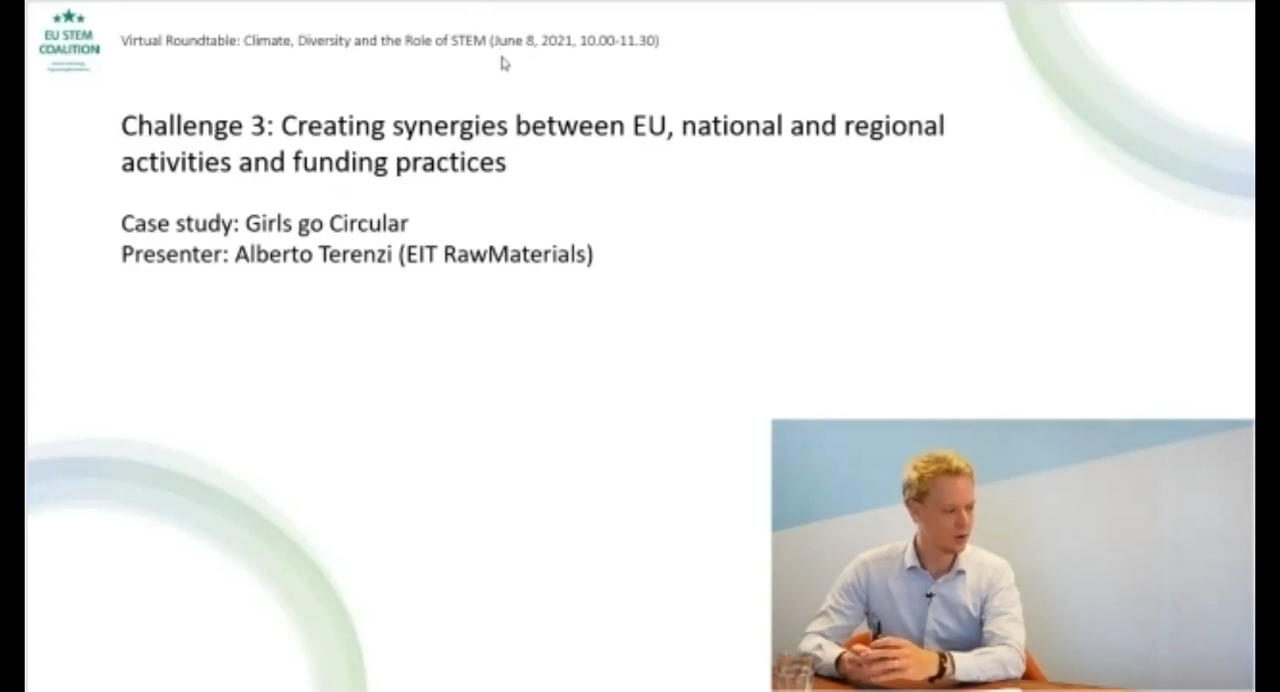 EU STEM
COALITION
Virtual Roundtable: Climate, Diversity and the Role of STEM (June 8, 2021, 10.00-11.30)
Challenge 3: Creating synergies between EU, national and regional
activities and funding practices
Case study: Girls go Circular
Presenter: Alberto Terenzi (EIT RawMaterials)